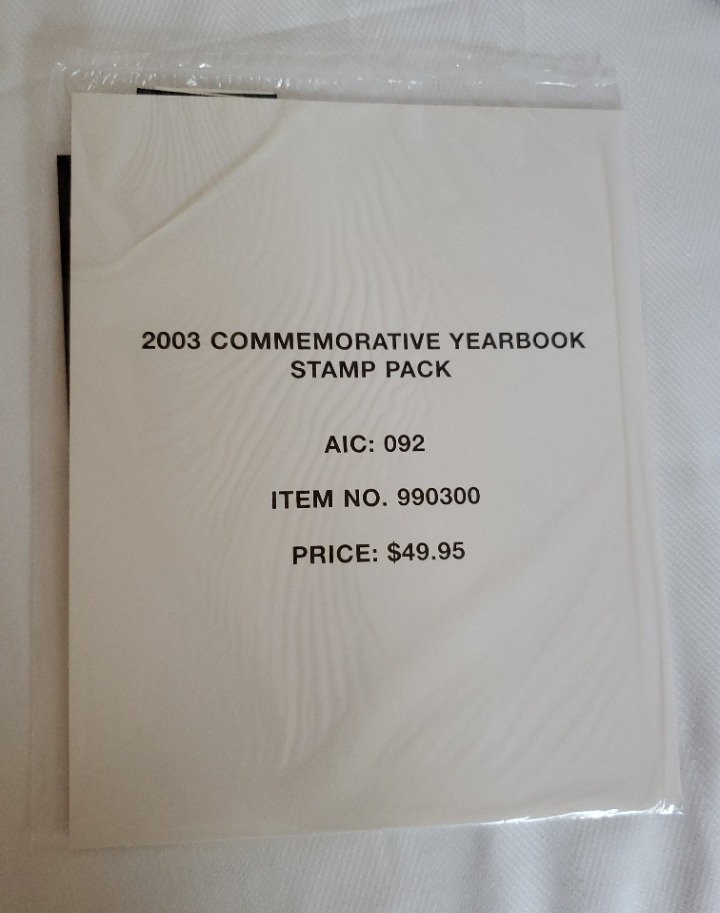 2003 COMMEMORATIVE YEARBOOK
STAMP PACK
AIC: 092
ITEM NO. 990300
PRICE: $49.95